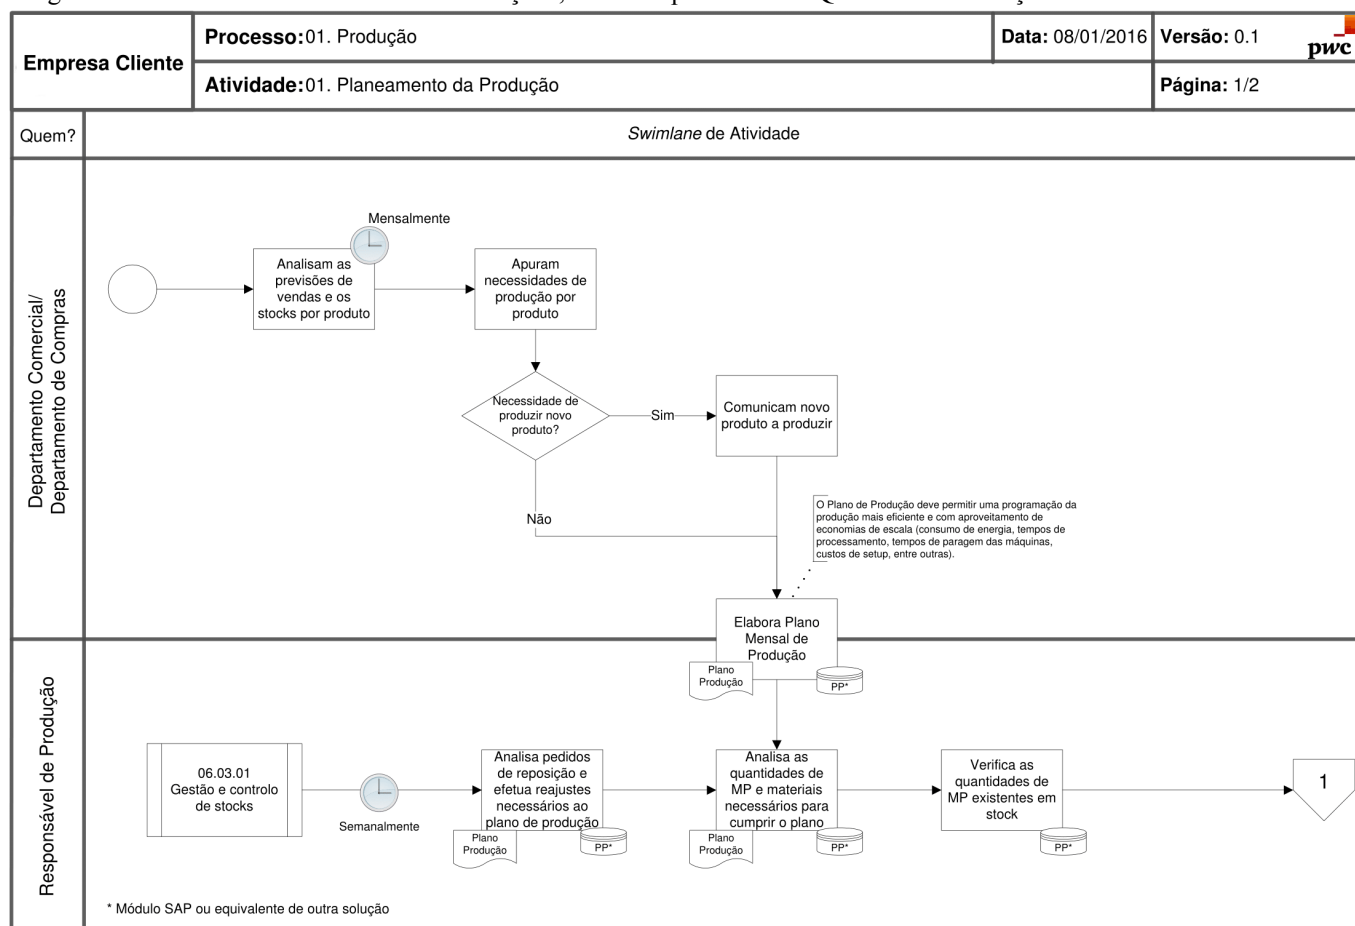 Empresa Cliente
Processo: 01. Produção
Data: 08/01/2016
Versão: 0.1
pwc
Atividade: 01. Planeamento da Produção
Página: 1/2
Quem?
Swimlane de Atividade
Departamento Comercial/
Departamento de Compras
Mensalmente
Analisam as
previsões de
vendas e os
stocks por produto
Apuram
necessidades de
produção por
produto
Necessidade de
produzir novo
produto?
Sim
Comunicam novo
produto a produzir
Não
O Plano de Produção deve permitir uma programação da
produção mais eficiente e com aproveitamento de
economias de escala (consumo de energia, tempos de
processamento, tempos de paragem das máquinas,
custos de setup, entre outras).
Elabora Plano
Mensal de
Produção
Plano
Produção
PP*
Responsável de Produção
06.03.01
Gestão e controlo
de stocks
Semanalmente
Analisa pedidos
de reposição e
efetua reajustes
necessários ao
plano de produção
Plano
Produção
PP*
Analisa as
quantidades de
MP e materiais
necessários para
cumprir o plano
Plano
Produção
PP*
Verifica as
quantidades de
MP existentes em
stock
PP*
1
* Módulo SAP ou equivalente de outra solução